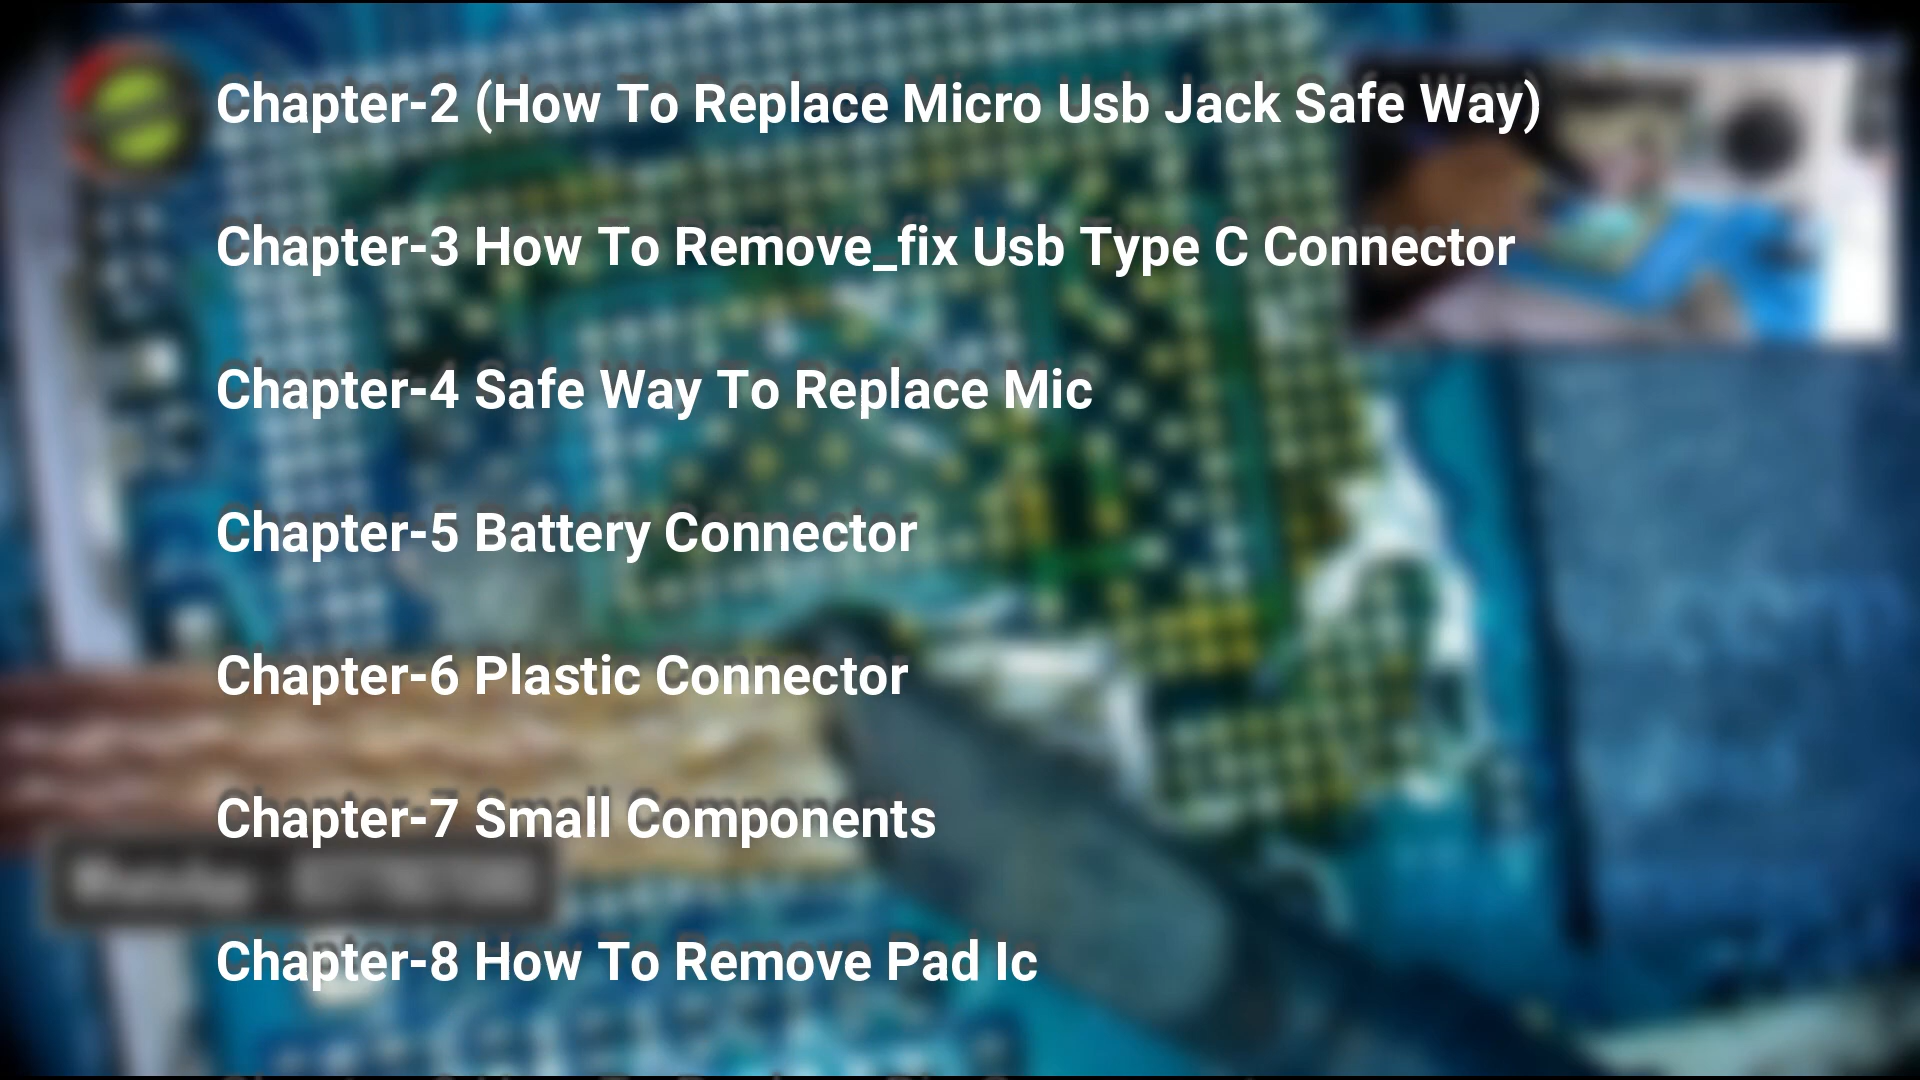 Chapter-2 (How To Replace Micro Usb Jack Safe Way)
Chapter-3 How To Remove_fix Usb Type C Connector
Chapter-4 Safe Way To Replace Mic
Chapter-5 Battery Connector
Chapter-6 Plastic Connector
Chapter-7 Small Components
Chapter-8 How To Remove Pad Ic